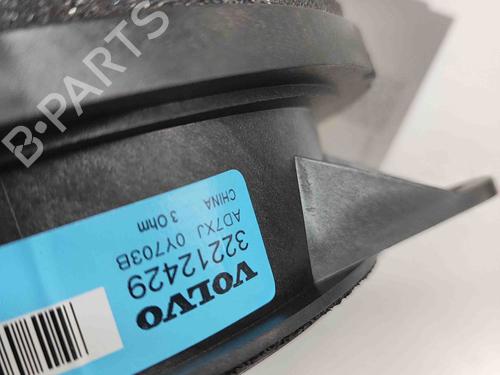 B-PARTS
VOLVO
32212429
AD7XJ 0Y703B
CHINA 3 Ohm